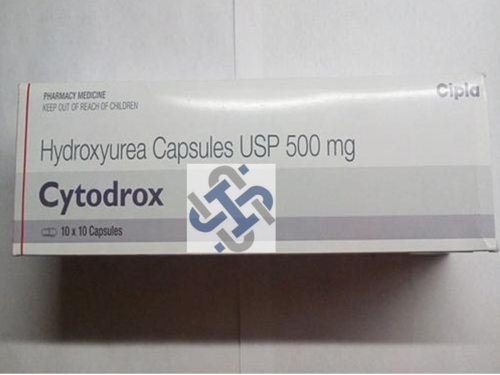 PHARMACY MEDICINE
KEEP OUT OF REACH OF CHILDREN
Cipla
Hydroxyurea Capsules USP 500 mg
Cytodrox
10 x 10 Capsules